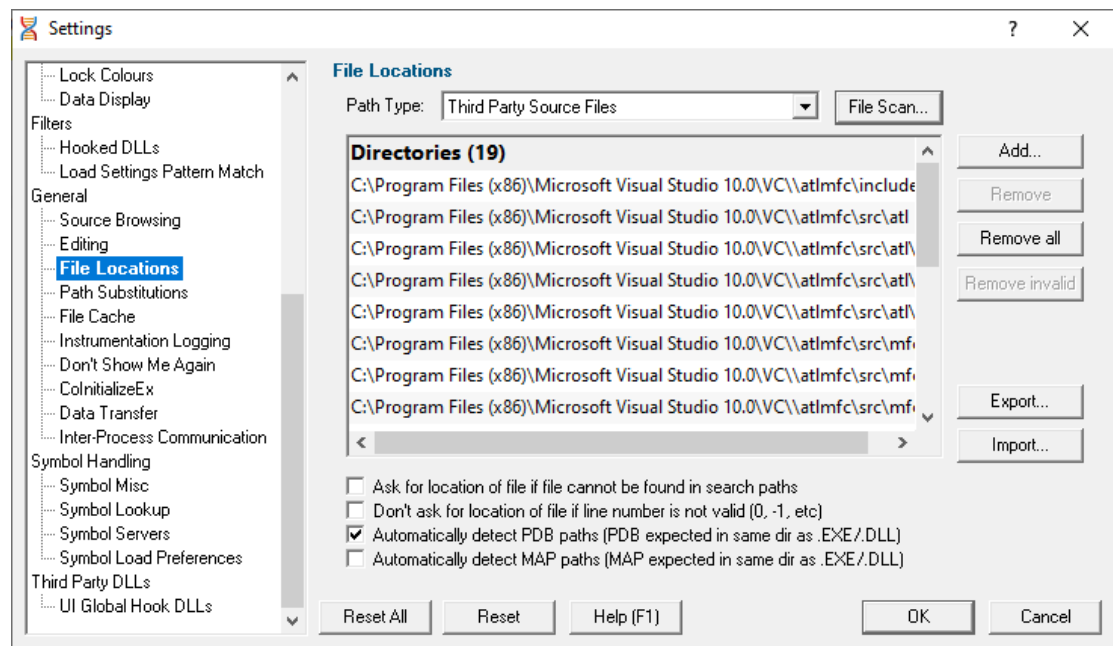 Settings
Lock Colours
Data Display
Filters
Hooked DLLs
Load Settings Pattern Match
General
Source Browsing
Editing
File Locations
Path Substitutions
File Cache
Instrumentation Logging
Don't Show Me Again
CoInitializeEx
Data Transfer
Inter-Process Communication
Symbol Handling
Symbol Misc
Symbol Lookup
Symbol Servers
Symbol Load Preferences
Third Party DLLs
UI Global Hook DLLs
File Locations
Path Type: Third Party Source Files File Scan...
Directories (19)
C:\Program Files (x86)\Microsoft Visual Studio 10.0\VC\\atlmfc\include
C:\Program Files (x86)\Microsoft Visual Studio 10.0\VC\\atlmfc\src\atl
C:\Program Files (x86)\Microsoft Visual Studio 10.0\VC\\atlmfc\src\atl\
C:\Program Files (x86)\Microsoft Visual Studio 10.0\VC\\atlmfc\src\atl\
C:\Program Files (x86)\Microsoft Visual Studio 10.0\VC\\atlmfc\src\atl\
C:\Program Files (x86)\Microsoft Visual Studio 10.0\VC\\atlmfc\src\mfc
C:\Program Files (x86)\Microsoft Visual Studio 10.0\VC\\atlmfc\src\mfc
C:\Program Files (x86)\Microsoft Visual Studio 10.0\VC\\atlmfc\src\mfc
Add...
Remove
Remove all
Remove invalid
Export...
Import...
Ask for location of file if file cannot be found in search paths
Don't ask for location of file if line number is not valid (0, -1, etc)
Automatically detect PDB paths (PDB expected in same dir as .EXE/.DLL)
Automatically detect MAP paths (MAP expected in same dir as .EXE/.DLL)
Reset All Reset Help (F1) OK Cancel